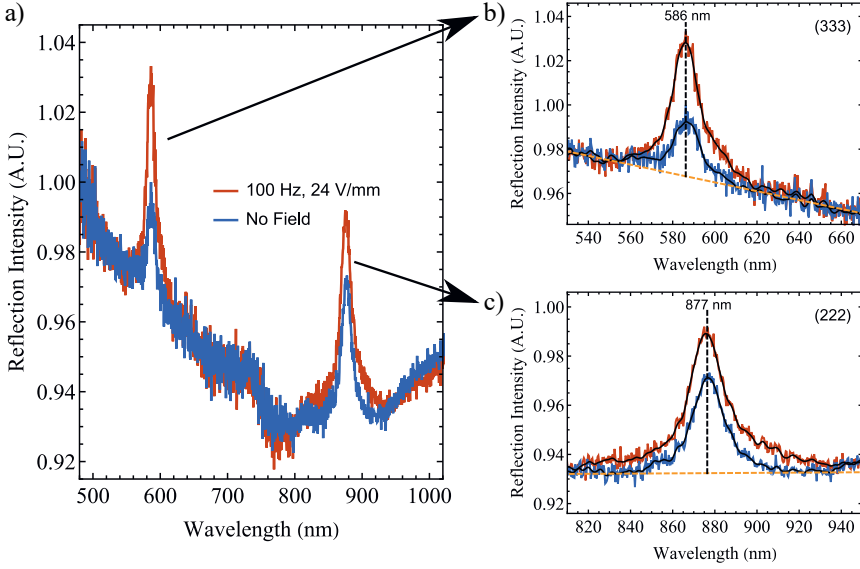 a)
Reflection Intensity (A.U.)
1.04
1.02
1.00
0.98
0.96
0.94
0.92
100 Hz, 24 V/mm
No Field
500 600 700 800 900 1000
Wavelength (nm)
b)
586 nm
(333)
Reflection Intensity (A.U.)
1.04
1.02
1.00
0.98
0.96
540 560 580 600 620 640 660
Wavelength (nm)
c)
877 nm
(222)
Reflection Intensity (A.U.)
1.00
0.98
0.96
0.94
0.92
820 840 860 880 900 920 940
Wavelength (nm)